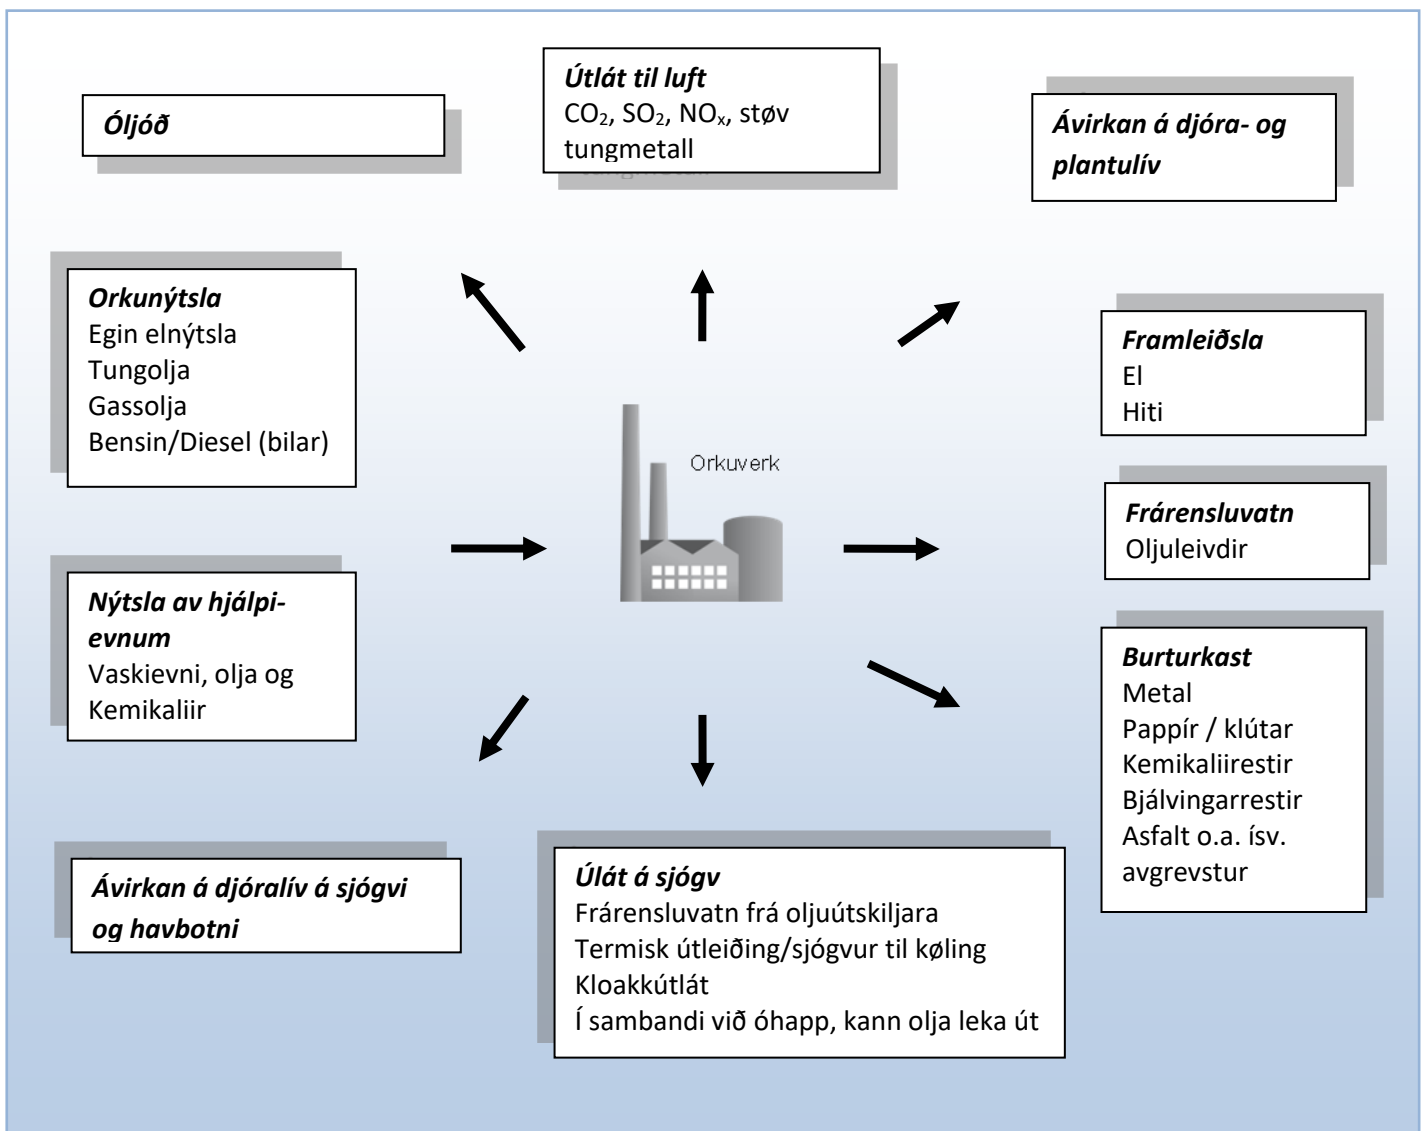 Óljóð
Útlát til luft
CO₂, SO₂, NOₓ, støv
tungmetall
Ávirkan á djóra- og
plantulív
Orkunýtsla
Egin elnýtsla
Tungolja
Gassolja
Bensin/Diesel (bilar)
Framleiðsla
El
Hiti
Orkuverk
Frárensluvatn
Oljuleivdir
Nýtsla av hjálpi-
evnum
Vaskievni, olja og
Kemikaliir
Burturkast
Metal
Pappír / klútar
Kemikaliirestir
Bjálvingarrestir
Asfalt o.a. ísv.
avgrevstur
Ávirkan á djóralív á sjógvi
og havbotni
Úlát á sjógv
Frárensluvatn frá oljuútskiljara
Termisk útleiðing/sjógvur til køling
Kloakkútlát
Í sambandi við óhapp, kann olja leka út